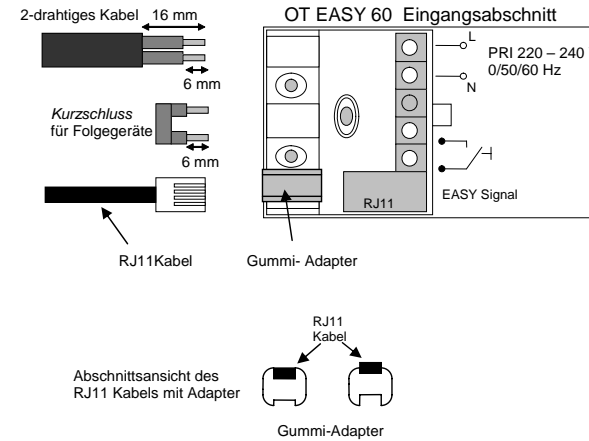 2-drahtiges Kabel
16 mm
6 mm
Kurzschluss
für Folgegeräte
6 mm
RJ11Kabel
OT EASY 60 Eingangsabschnitt
L
N
PRI 220 – 240
0/50/60 Hz
EASY Signal
RJ11
Gummi- Adapter
RJ11
Kabel
Abschnittsansicht des
RJ11 Kabels mit Adapter
Gummi-Adapter